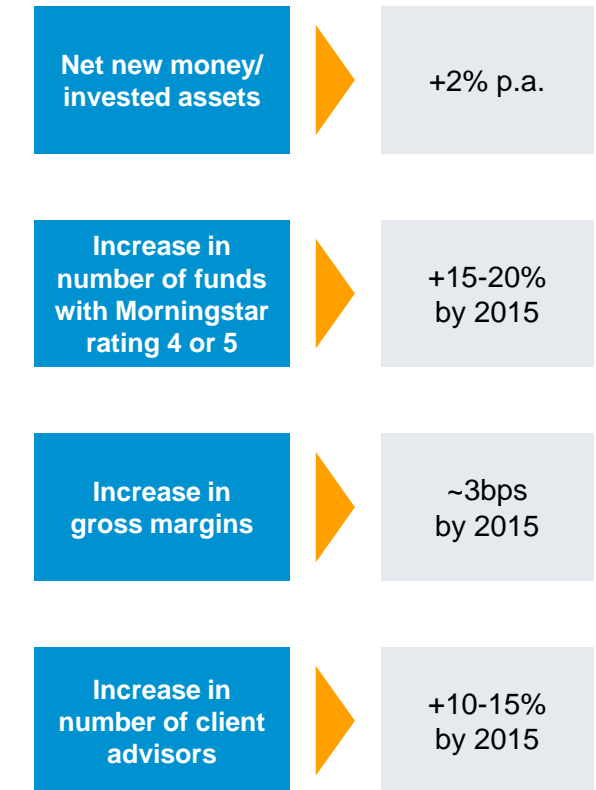 Net new money/
invested assets
+2% p.a.
Increase in
number of funds
with Morningstar
rating 4 or 5
+15-20%
by 2015
Increase in
gross margins
~3bps
by 2015
Increase in
number of client
advisors
+10-15%
by 2015